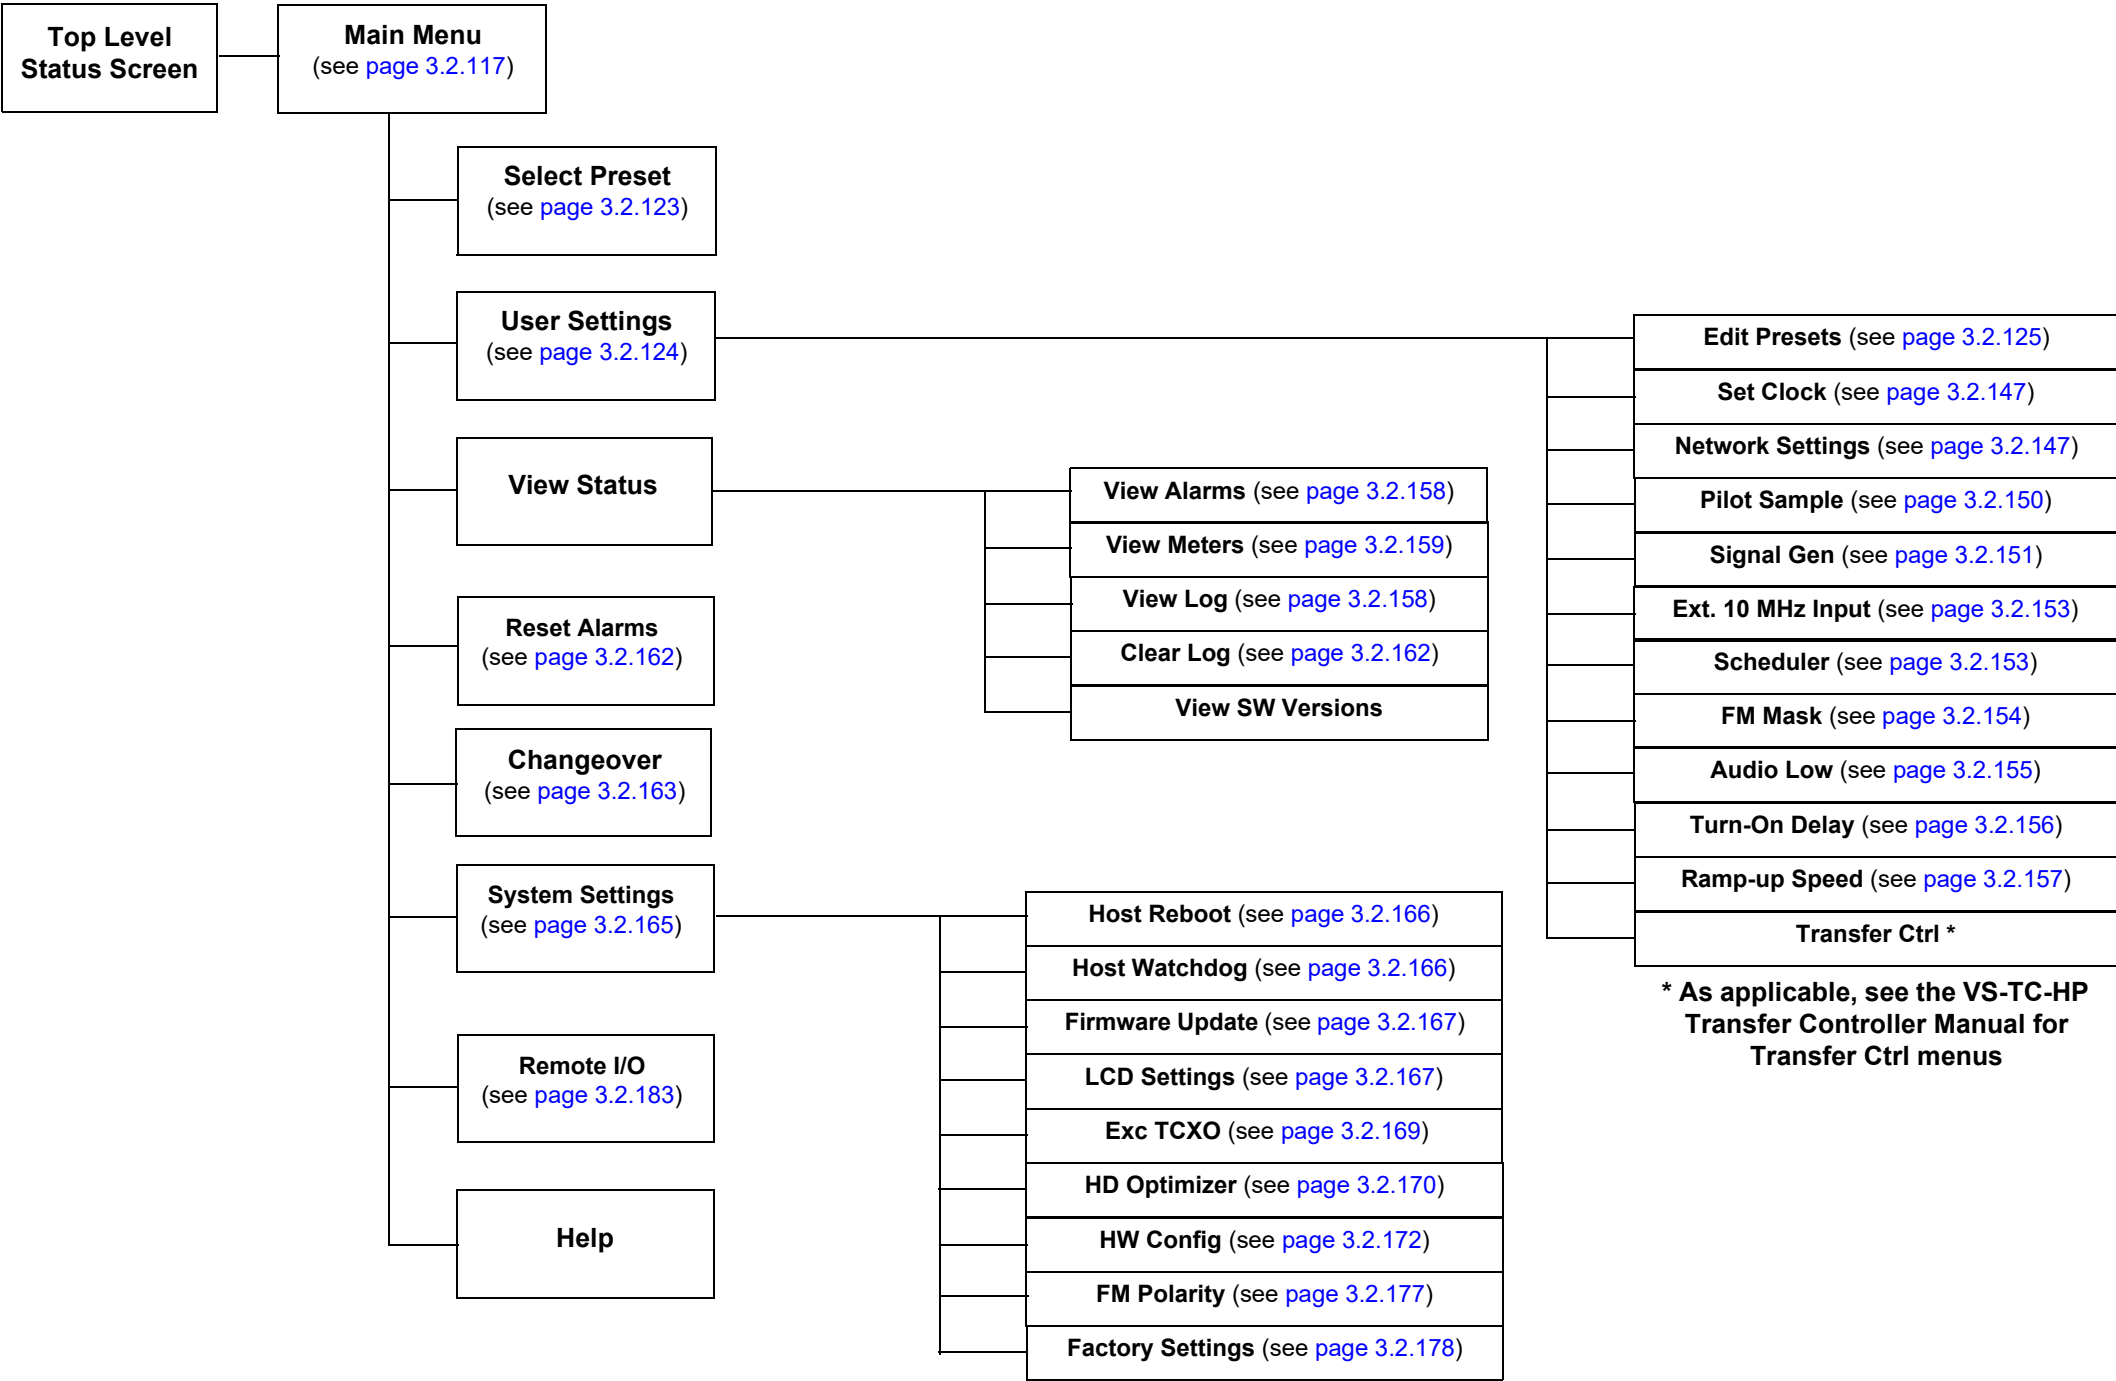 Top Level
Status Screen
Main Menu
(see page 3.2.117)
Select Preset
(see page 3.2.123)
User Settings
(see page 3.2.124)
View Status
Reset Alarms
(see page 3.2.162)
Changeover
(see page 3.2.163)
System Settings
(see page 3.2.165)
Remote I/O
(see page 3.2.183)
Help
View Alarms (see page 3.2.158)
View Meters (see page 3.2.159)
View Log (see page 3.2.158)
Clear Log (see page 3.2.162)
View SW Versions
Host Reboot (see page 3.2.166)
Host Watchdog (see page 3.2.166)
Firmware Update (see page 3.2.167)
LCD Settings (see page 3.2.167)
Exc TCXO (see page 3.2.169)
HD Optimizer (see page 3.2.170)
HW Config (see page 3.2.172)
FM Polarity (see page 3.2.177)
Factory Settings (see page 3.2.178)
Edit Presets (see page 3.2.125)
Set Clock (see page 3.2.147)
Network Settings (see page 3.2.147)
Pilot Sample (see page 3.2.150)
Signal Gen (see page 3.2.151)
Ext. 10 MHz Input (see page 3.2.153)
Scheduler (see page 3.2.153)
FM Mask (see page 3.2.154)
Audio Low (see page 3.2.155)
Turn-On Delay (see page 3.2.156)
Ramp-up Speed (see page 3.2.157)
Transfer Ctrl *
* As applicable, see the VS-TC-HP
Transfer Controller Manual for
Transfer Ctrl menus